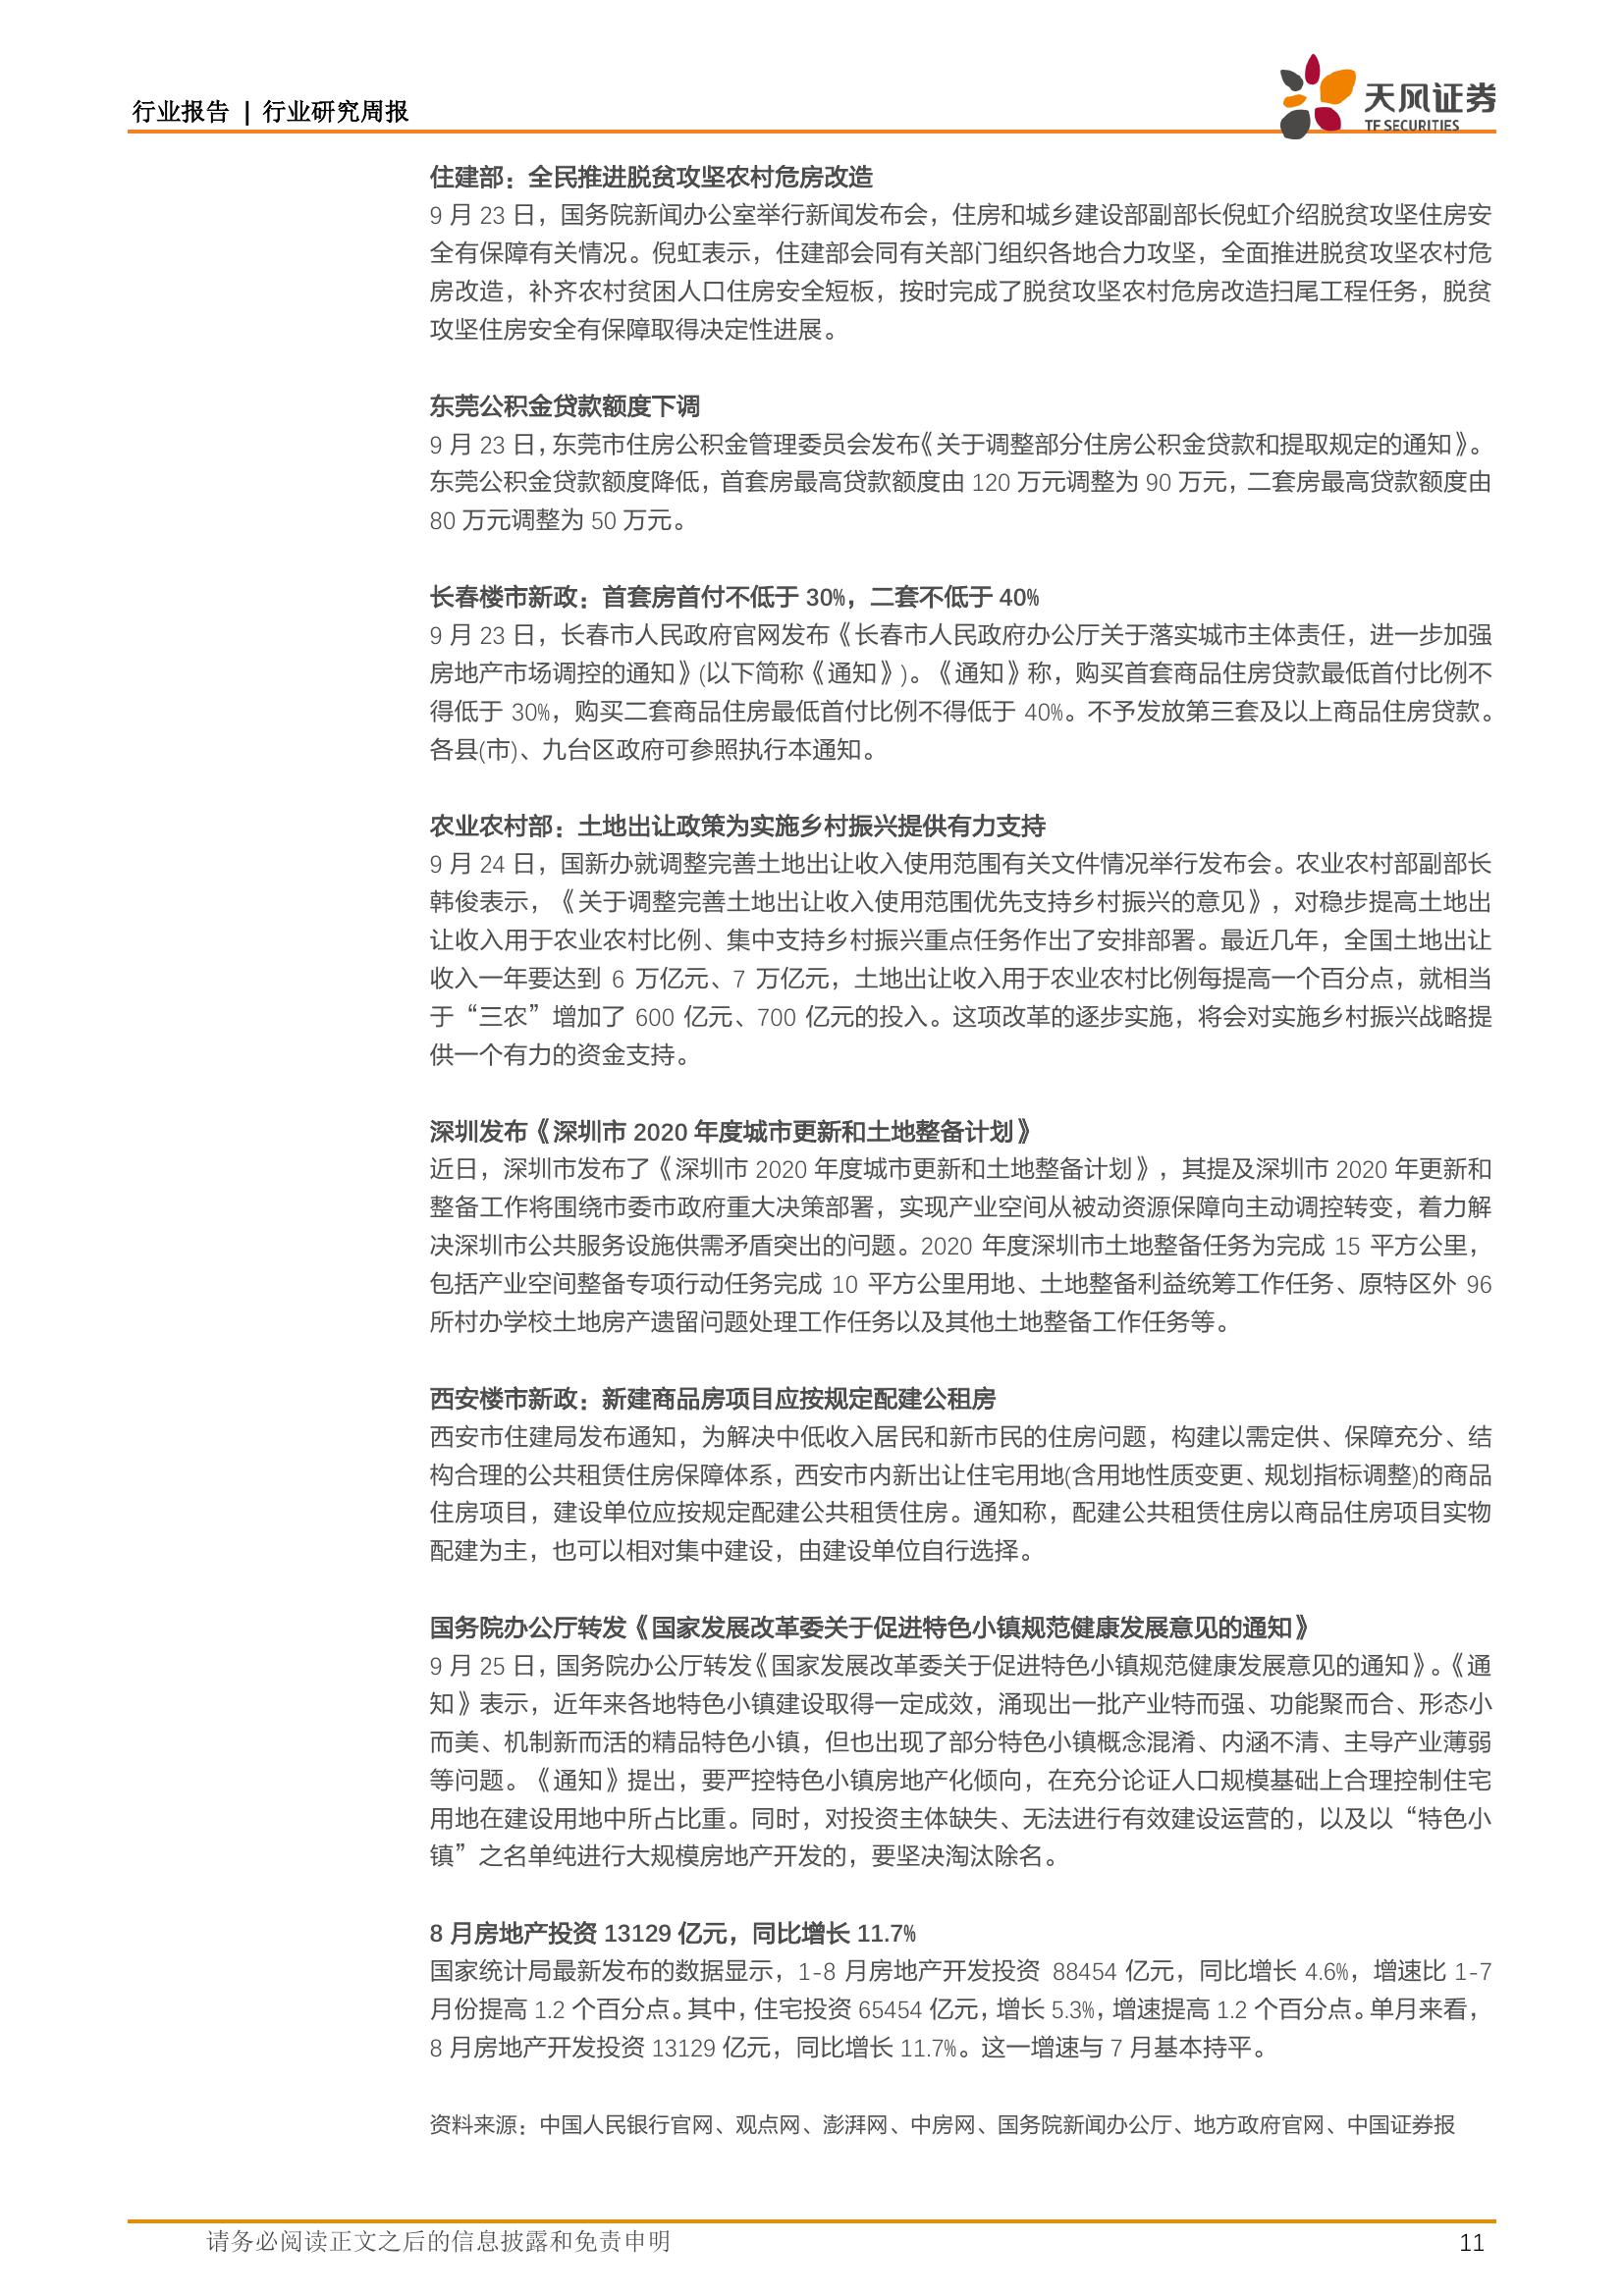 行业报告 | 行业研究周报
天风证券
TF SECURITIES
住建部：全民推进脱贫攻坚农村危房改造
9 月 23 日，国务院新闻办公室举行新闻发布会，住房和城乡建设部副部长倪虹介绍脱贫攻坚住房安
全有保障有关情况。倪虹表示，住建部会同有关部门组织各地合力攻坚，全面推进脱贫攻坚农村危
房改造，补齐农村贫困人口住房安全短板，按时完成了脱贫攻坚农村危房改造扫尾工程任务，脱贫
攻坚住房安全有保障取得决定性进展。
东莞公积金贷款额度下调
9 月 23 日，东莞市住房公积金管理委员会发布《关于调整部分住房公积金贷款和提取规定的通知》。
东莞公积金贷款额度降低，首套房最高贷款额度由 120 万元调整为 90 万元，二套房最高贷款额度由
80 万元调整为 50 万元。
长春楼市新政：首套房首付不低于 30%，二套不低于 40%
9 月 23 日，长春市人民政府官网发布《长春市人民政府办公厅关于落实城市主体责任，进一步加强
房地产市场调控的通知》(以下简称《通知》)。《通知》称，购买首套商品住房贷款最低首付比例不
得低于 30%，购买二套商品住房最低首付比例不得低于 40%。不予发放第三套及以上商品住房贷款。
各县(市)、九台区政府可参照执行本通知。
农业农村部：土地出让政策为实施乡村振兴提供有力支持
9 月 24 日，国新办就调整完善土地出让收入使用范围有关文件情况举行发布会。农业农村部副部长
韩俊表示，《关于调整完善土地出让收入使用范围优先支持乡村振兴的意见》，对稳步提高土地出
让收入用于农业农村比例、集中支持乡村振兴重点任务作出了安排部署。最近几年，全国土地出让
收入一年要达到 6 万亿元、7 万亿元，土地出让收入用于农业农村比例每提高一个百分点，就相当
于“三农”增加了 600 亿元、700 亿元的投入。这项改革的逐步实施，将会对实施乡村振兴战略提
供一个有力的资金支持。
深圳发布《深圳市 2020 年度城市更新和土地整备计划》
近日，深圳市发布了《深圳市 2020 年度城市更新和土地整备计划》，其提及深圳市 2020 年更新和
整备工作将围绕市委市政府重大决策部署，实现产业空间从被动资源保障向主动调控转变，着力解
决深圳市公共服务设施供需矛盾突出的问题。2020 年度深圳市土地整备任务为完成 15 平方公里，
包括产业空间整备专项行动任务完成 10 平方公里用地、土地整备利益统筹工作任务、原特区外 96
所村办学校土地房产遗留问题处理工作任务以及其他土地整备工作任务等。
西安楼市新政：新建商品房项目应按规定配建公租房
西安市住建局发布通知，为解决中低收入居民和新市民的住房问题，构建以需定供、保障充分、结
构合理的公共租赁住房保障体系，西安市内新出让住宅用地(含用地性质变更、规划指标调整)的商品
住房项目，建设单位应按规定配建公共租赁住房。通知称，配建公共租赁住房以商品住房项目实物
配建为主，也可以相对集中建设，由建设单位自行选择。
国务院办公厅转发《国家发展改革委关于促进特色小镇规范健康发展意见的通知》
9 月 25 日，国务院办公厅转发《国家发展改革委关于促进特色小镇规范健康发展意见的通知》。《通
知》表示，近年来各地特色小镇建设取得一定成效，涌现出一批产业特而强、功能聚而合、形态小
而美、机制新而活的精品特色小镇，但也出现了部分特色小镇概念混淆、内涵不清、主导产业薄弱
等问题。《通知》提出，要严控特色小镇房地产化倾向，在充分论证人口规模基础上合理控制住宅
用地在建设用地中所占比重。同时，对投资主体缺失、无法进行有效建设运营的，以及以“特色小
镇”之名单纯进行大规模房地产开发的，要坚决淘汰除名。
8 月房地产投资 13129 亿元，同比增长 11.7%
国家统计局最新发布的数据显示，1-8 月房地产开发投资 88454 亿元，同比增长 4.6%，增速比 1-7
月份提高 1.2 个百分点。其中，住宅投资 65454 亿元，增长 5.3%，增速提高 1.2 个百分点。单月来看，
8 月房地产开发投资 13129 亿元，同比增长 11.7%。这一增速与 7 月基本持平。
资料来源：中国人民银行官网、观点网、澎湃网、中房网、国务院新闻办公厅、地方政府官网、中国证券报
请务必阅读正文之后的信息披露和免责申明
11